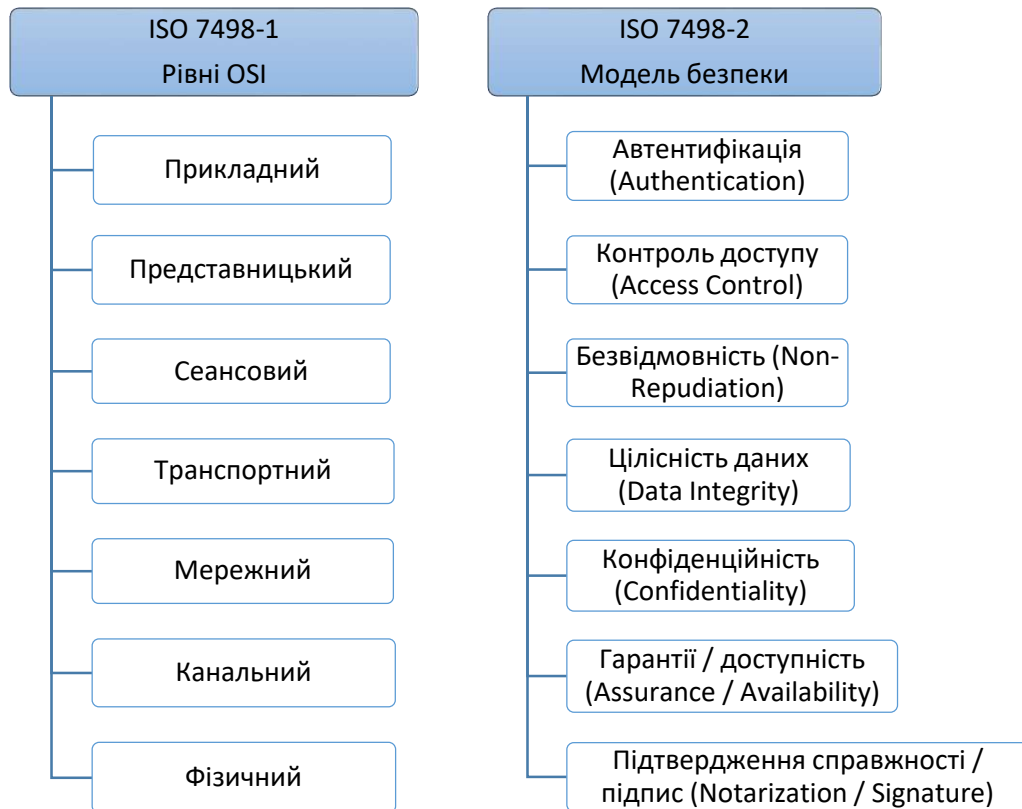 ISO 7498-1
Рівні OSI
Прикладний
Представницький
Сеансовий
Транспортний
Мережний
Канальний
Фізичний
ISO 7498-2
Модель безпеки
Автентифікація
(Authentication)
Контроль доступу
(Access Control)
Безвідмовність (Non-
Repudiation)
Цілісність даних
(Data Integrity)
Конфіденційність
(Confidentiality)
Гарантії / доступність
(Assurance / Availability)
Підтвердження справжності /
підпис (Notarization / Signature)